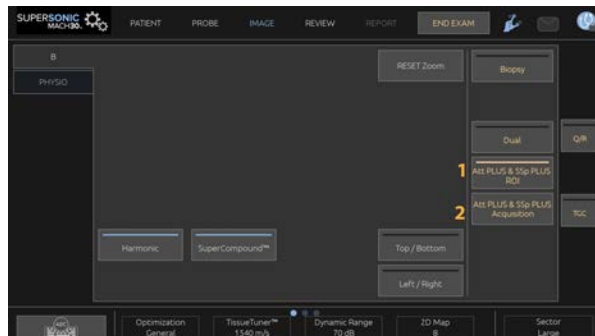 SUPERSONIC
MACH30.
PATIENT
PROBE
IMAGE
REVIEW
REPORT
END EXAM
B
PHYSIO
RESET Zoom
Biopsy
Dual
Q/R
1
Att PLUS & SSp PLUS
ROI
2
Att PLUS & SSp PLUS
Acquisition
TGC
Harmonic
SuperCompound™
Top / Bottom
Left / Right
Optimization
General
TissueTuner™
1540 m/s
Dynamic Range
70 dB
2D Map
8
Sector
Large